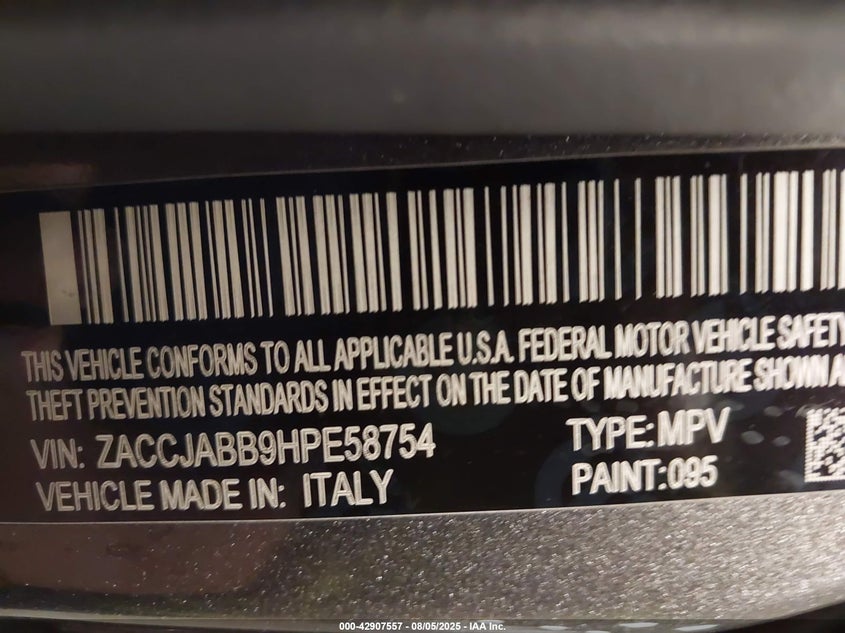 THIS VEHICLE CONFORMS TO ALL APPLICABLE U.S.A. FEDERAL MOTOR VEHICLE SAFETY
THEFT PREVENTION STANDARDS IN EFFECT ON THE DATE OF MANUFACTURE SHOWN A
VIN: ZACCJABB9HPE58754 TYPE: MPV
VEHICLE MADE IN: ITALY PAINT: 095
000-42907557 - 08/05/2025 - IAA Inc.